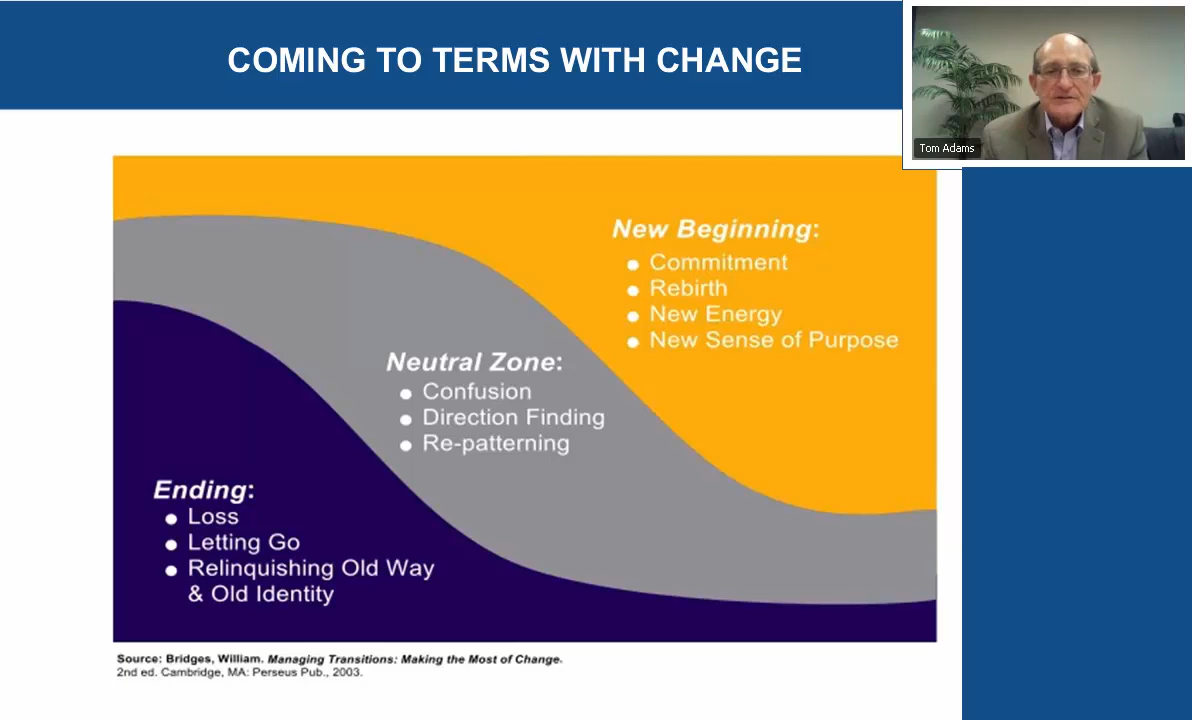 COMING TO TERMS WITH CHANGE
Tom Adams
New Beginning:
Commitment
Rebirth
New Energy
New Sense of Purpose
Neutral Zone:
Confusion
Direction Finding
Re-patterning
Ending:
Loss
Letting Go
Relinquishing Old Way
& Old Identity
Source: Bridges, William. Managing Transitions: Making the Most of Change.
2nd ed. Cambridge, MA: Perseus Pub., 2003.